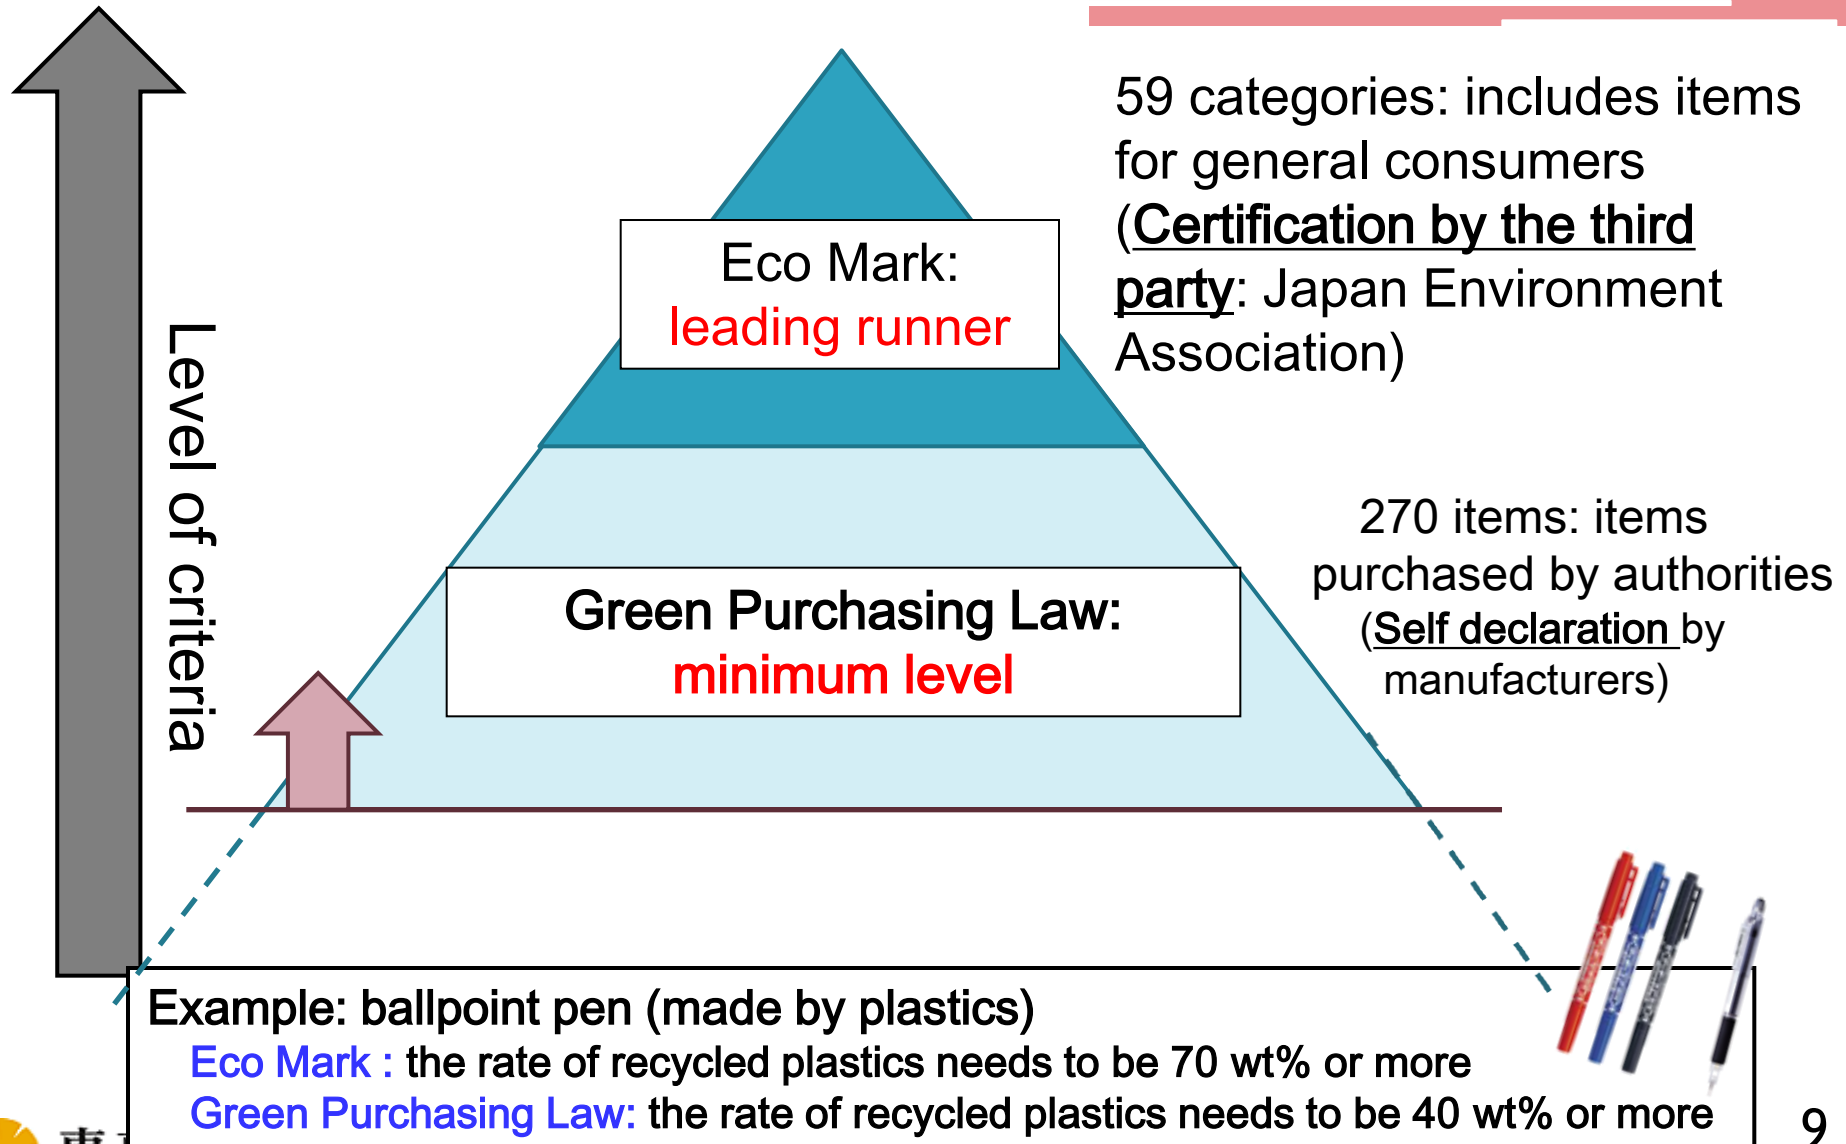 59 categories: includes items
for general consumers
(Certification by the third
party: Japan Environment
Association)
Eco Mark:
leading runner
Level of criteria
270 items: items
purchased by authorities
(Self declaration by
manufacturers)
Green Purchasing Law:
minimum level
Example: ballpoint pen (made by plastics)
Eco Mark : the rate of recycled plastics needs to be 70 wt% or more
Green Purchasing Law: the rate of recycled plastics needs to be 40 wt% or more
9